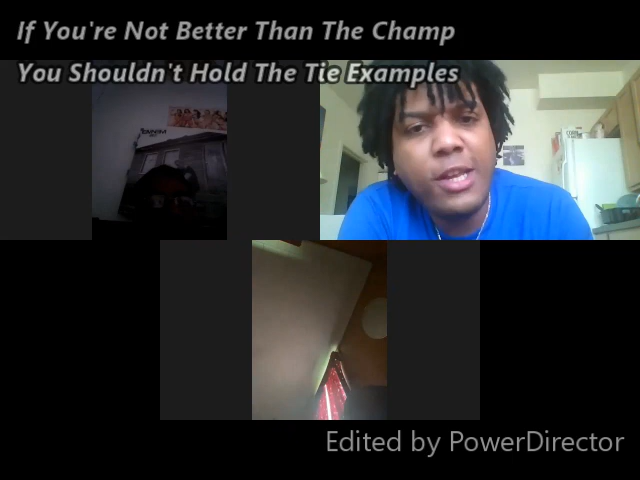 If You're Not Better Than The Champ
You Shouldn't Hold The Tie Examples
Edited by PowerDirector